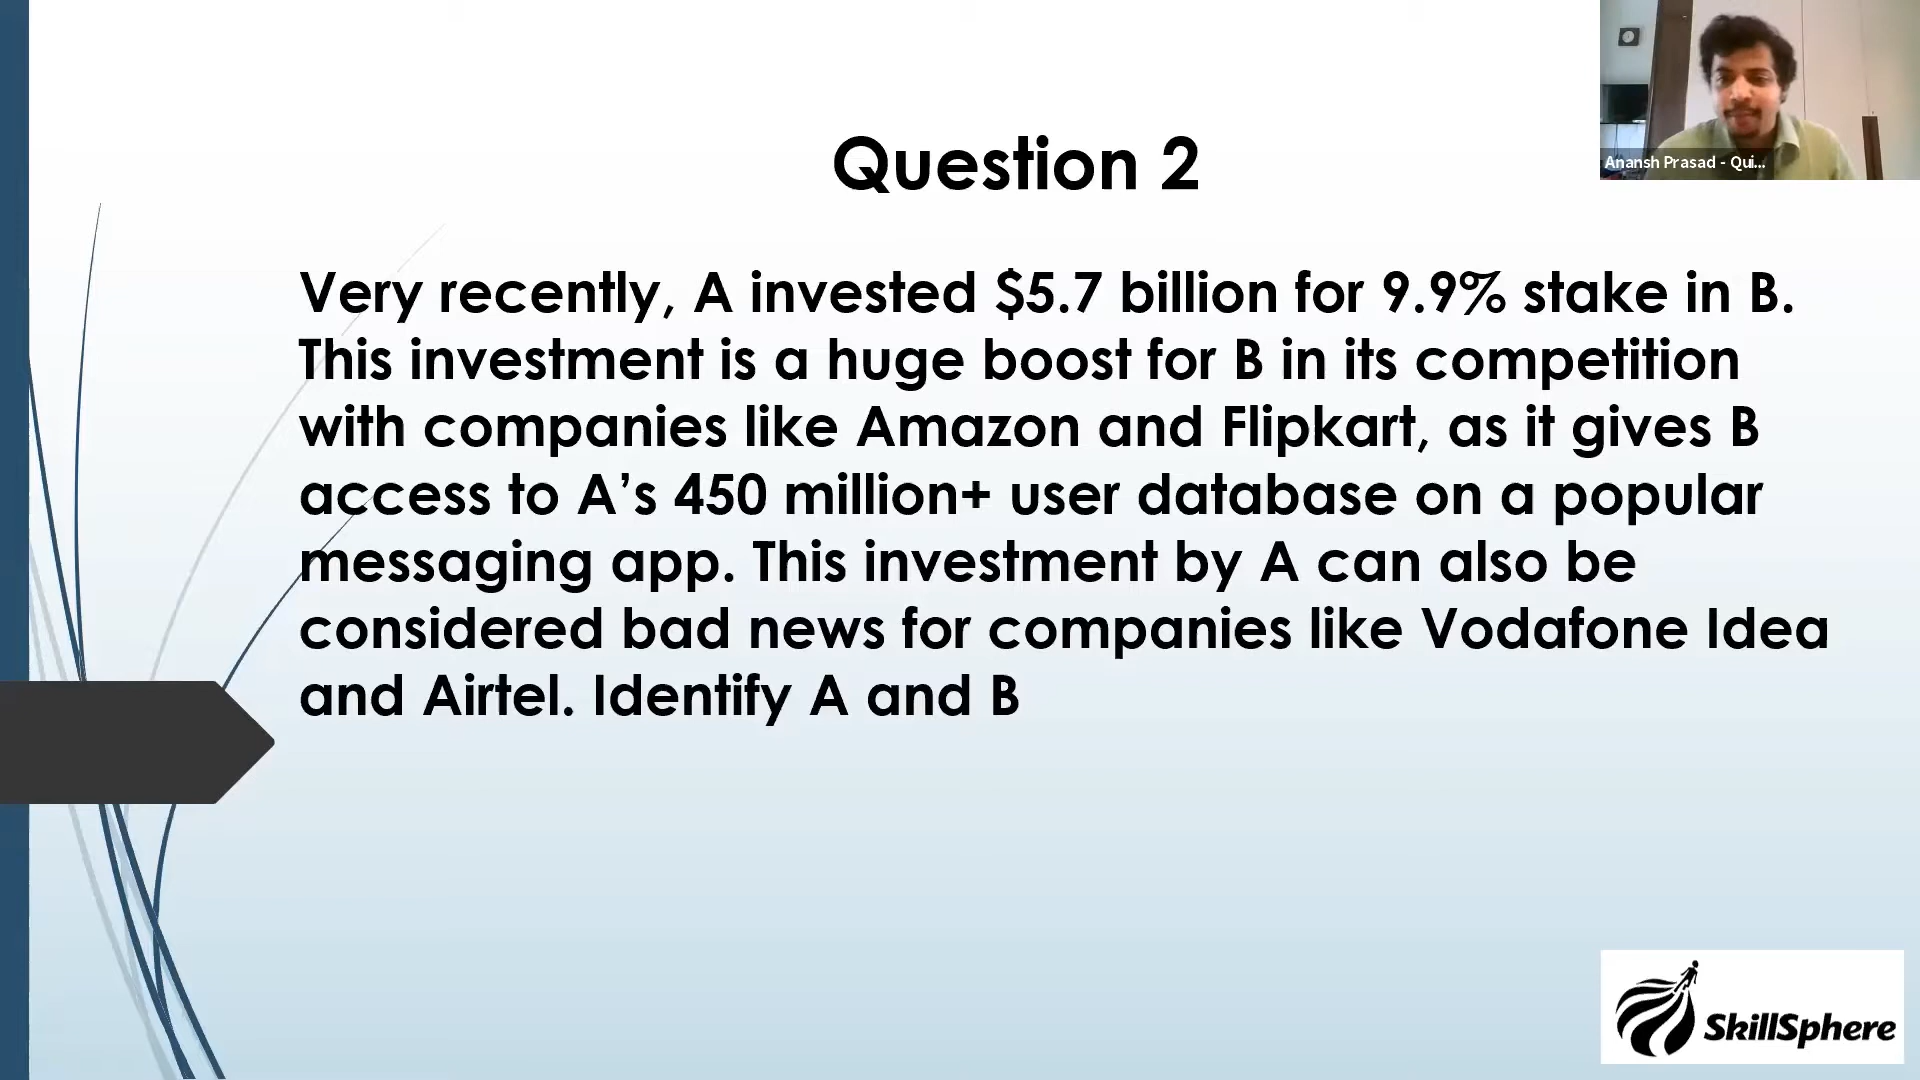 Anansh Prasad - Qui...
Question 2
Very recently, A invested $5.7 billion for 9.9% stake in B.
This investment is a huge boost for B in its competition
with companies like Amazon and Flipkart, as it gives B
access to A’s 450 million+ user database on a popular
messaging app. This investment by A can also be
considered bad news for companies like Vodafone Idea
and Airtel. Identify A and B
SkillSphere